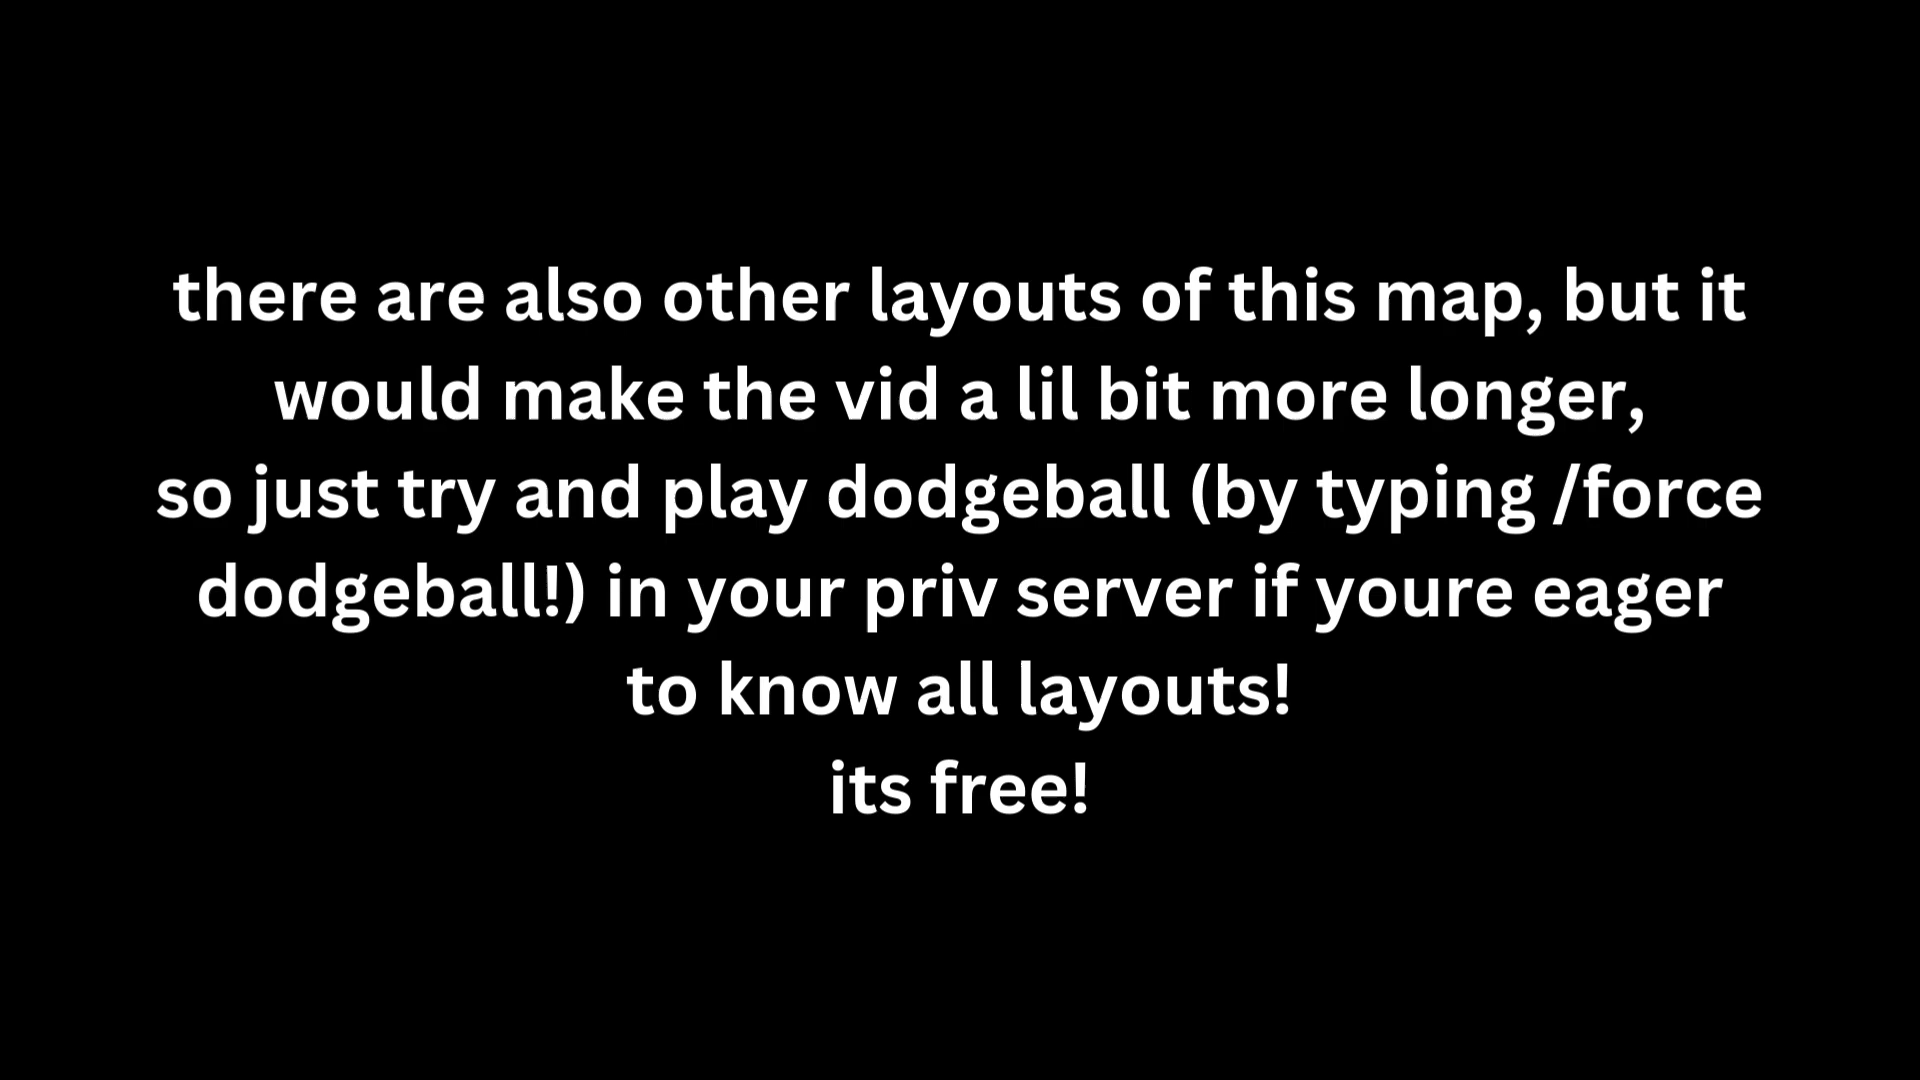 there are also other layouts of this map, but it
would make the vid a lil bit more longer,
so just try and play dodgeball (by typing /force
dodgeball!) in your priv server if youre eager
to know all layouts!
its free!